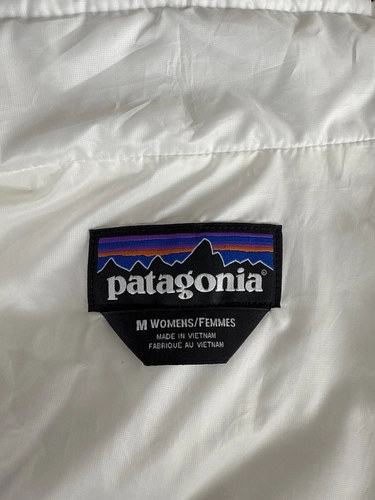 patagonia®
M WOMENS/FEMMES
MADE IN VIETNAM
FABRIQUÉ AU VIETNAM